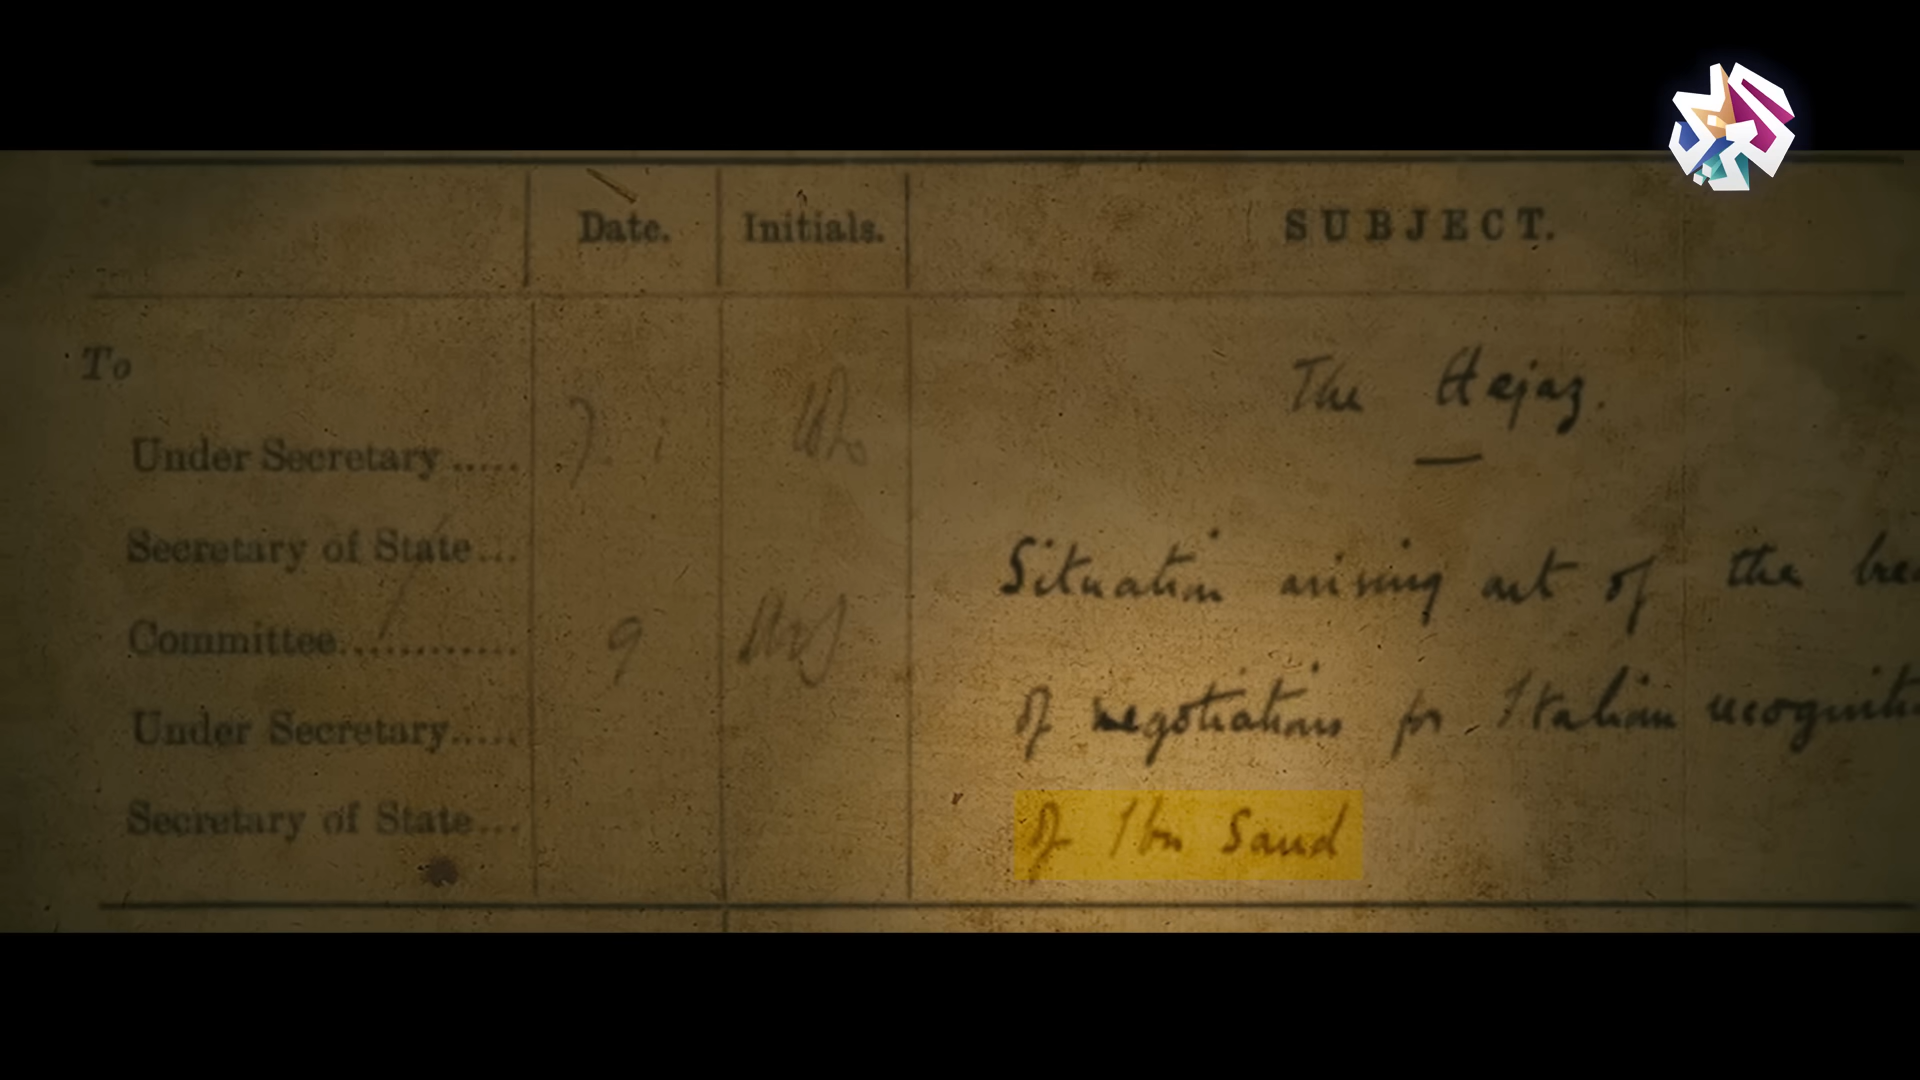 Date. Initials. SUBJECT.
To
The Hejaz.
Under Secretary ..... 7
Secretary of State...
Situation arising out of the
Committee............ 9
of negotiations for Italian
Under Secretary.....
Secretary of State...
of Ibn Saud